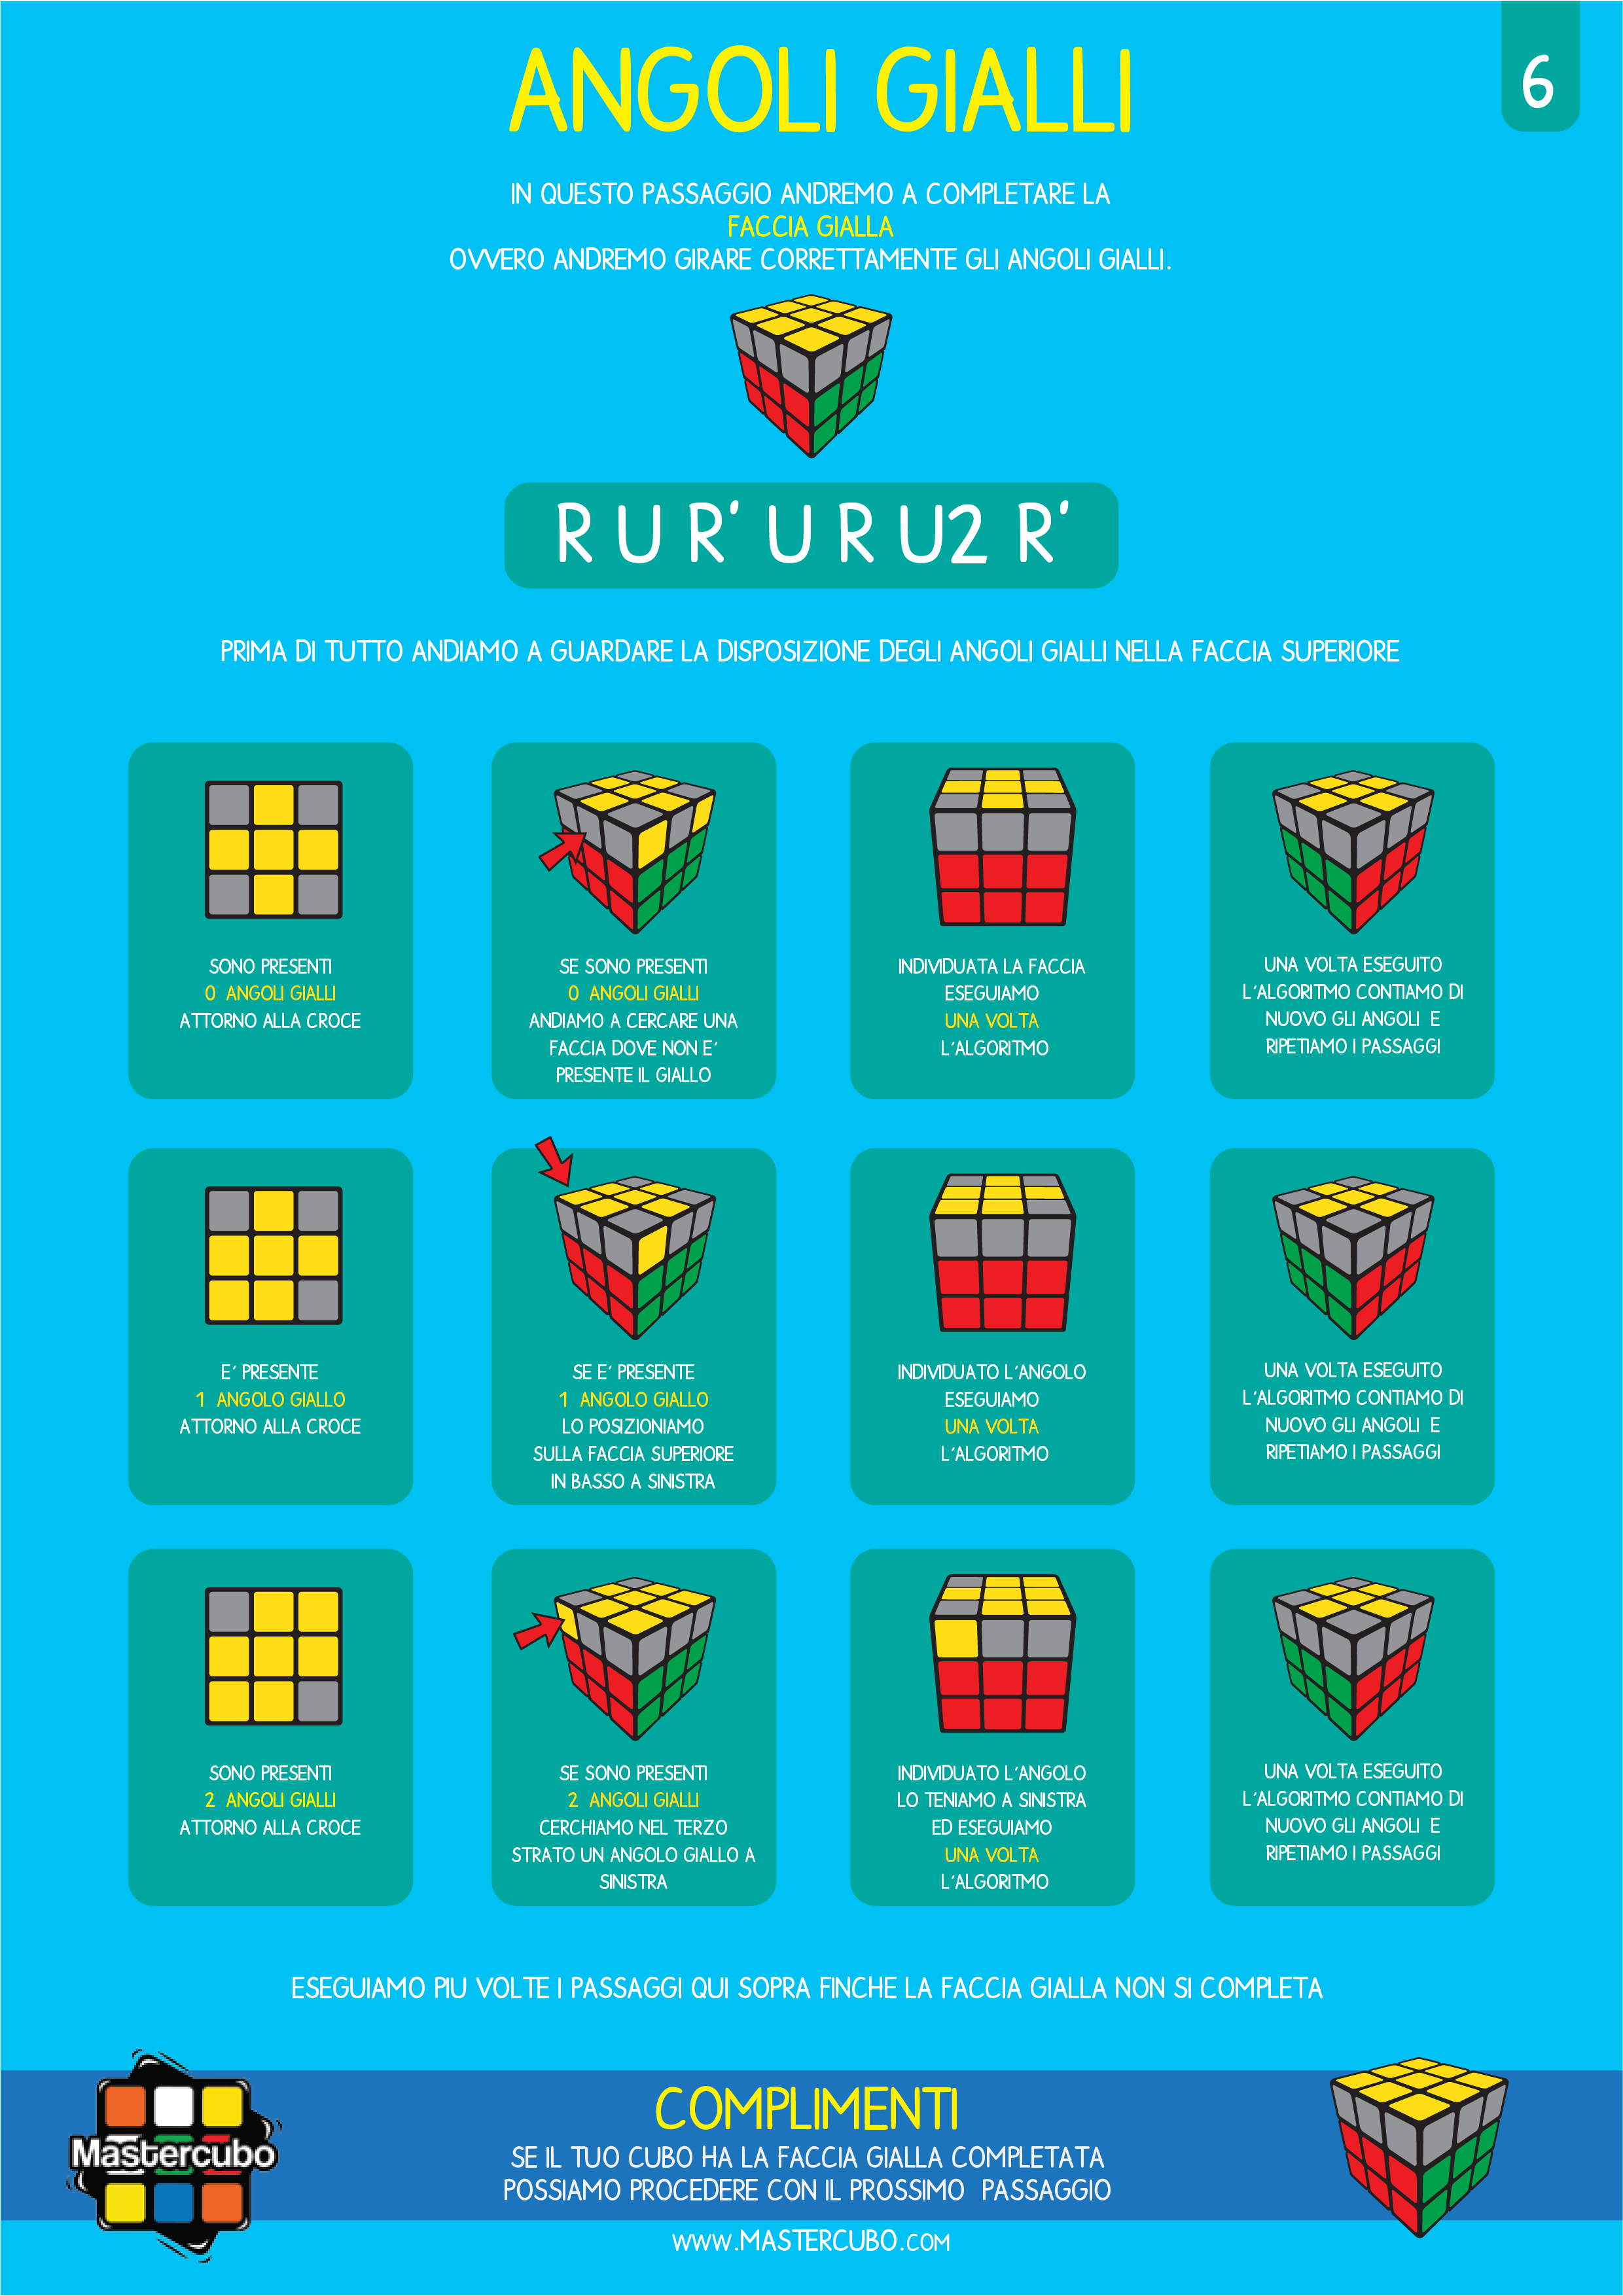 ANGOLI GIALLI
6
IN QUESTO PASSAGGIO ANDREMO A COMPLETARE LA
FACCIA GIALLA
OVVERO ANDREMO GIRARE CORRETTAMENTE GLI ANGOLI GIALLI.
R U R' U R U2 R'
PRIMA DI TUTTO ANDIAMO A GUARDARE LA DISPOSIZIONE DEGLI ANGOLI GIALLI NELLA FACCIA SUPERIORE
SONO PRESENTI
0 ANGOLI GIALLI
ATTORNO ALLA CROCE
SE SONO PRESENTI
0 ANGOLI GIALLI
ANDIAMO A CERCARE UNA
FACCIA DOVE NON E'
PRESENTE IL GIALLO
INDIVIDUATA LA FACCIA
ESEGUIAMO
UNA VOLTA
L'ALGORITMO
UNA VOLTA ESEGUITO
L'ALGORITMO CONTIAMO DI
NUOVO GLI ANGOLI E
RIPETIAMO I PASSAGGI
E' PRESENTE
1 ANGOLO GIALLO
ATTORNO ALLA CROCE
SE E' PRESENTE
1 ANGOLO GIALLO
LO POSIZIONIAMO
SULLA FACCIA SUPERIORE
IN BASSO A SINISTRA
INDIVIDUATO L'ANGOLO
ESEGUIAMO
UNA VOLTA
L'ALGORITMO
UNA VOLTA ESEGUITO
L'ALGORITMO CONTIAMO DI
NUOVO GLI ANGOLI E
RIPETIAMO I PASSAGGI
SONO PRESENTI
2 ANGOLI GIALLI
ATTORNO ALLA CROCE
SE SONO PRESENTI
2 ANGOLI GIALLI
CERCHIAMO NEL TERZO
STRATO UN ANGOLO GIALLO A
SINISTRA
INDIVIDUATO L'ANGOLO
LO TENIAMO A SINISTRA
ED ESEGUIAMO
UNA VOLTA
L'ALGORITMO
UNA VOLTA ESEGUITO
L'ALGORITMO CONTIAMO DI
NUOVO GLI ANGOLI E
RIPETIAMO I PASSAGGI
ESEGUIAMO PIU VOLTE I PASSAGGI QUI SOPRA FINCHE LA FACCIA GIALLA NON SI COMPLETA
Mastercubo
COMPLIMENTI
SE IL TUO CUBO HA LA FACCIA GIALLA COMPLETATA
POSSIAMO PROCEDERE CON IL PROSSIMO PASSAGGIO
WWW.MASTERCUBO.COM